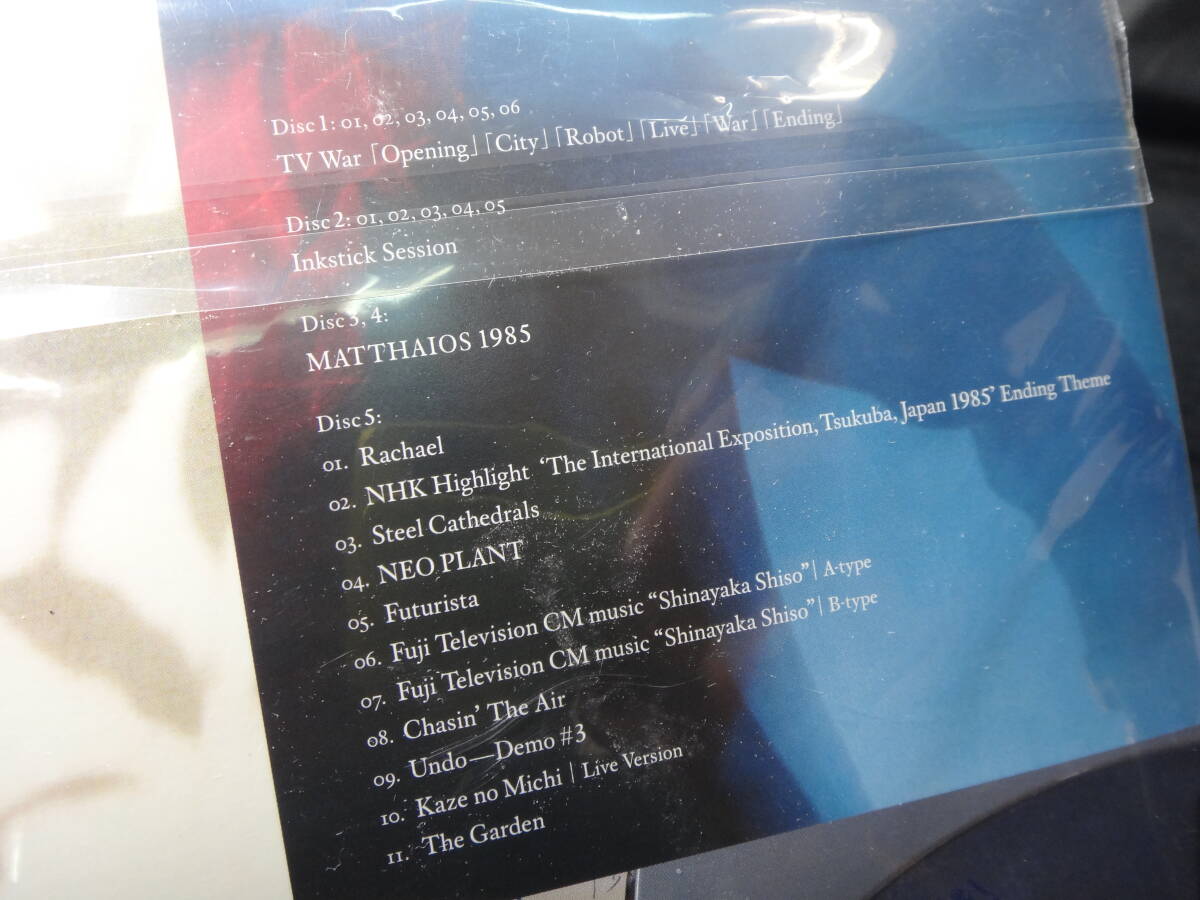 Disc 1: 01, 02, 03, 04, 05, 06
TV War「Opening」「City」「Robot」「Live」「War」「Ending」
Disc 2: 01, 02, 03, 04, 05
Inkstick Session
Disc 3, 4:
MATTHAIOS 1985
Disc 5:
01. Rachael
02. NHK Highlight ‘The International Exposition, Tsukuba, Japan 1985’ Ending Theme
03. Steel Cathedrals
04. NEO PLANT
05. Futurista
06. Fuji Television CM music “Shinayaka Shiso” | A-type
07. Fuji Television CM music “Shinayaka Shiso” | B-type
08. Chasin’ The Air
09. Undo—Demo #3
10. Kaze no Michi | Live Version
11. The Garden